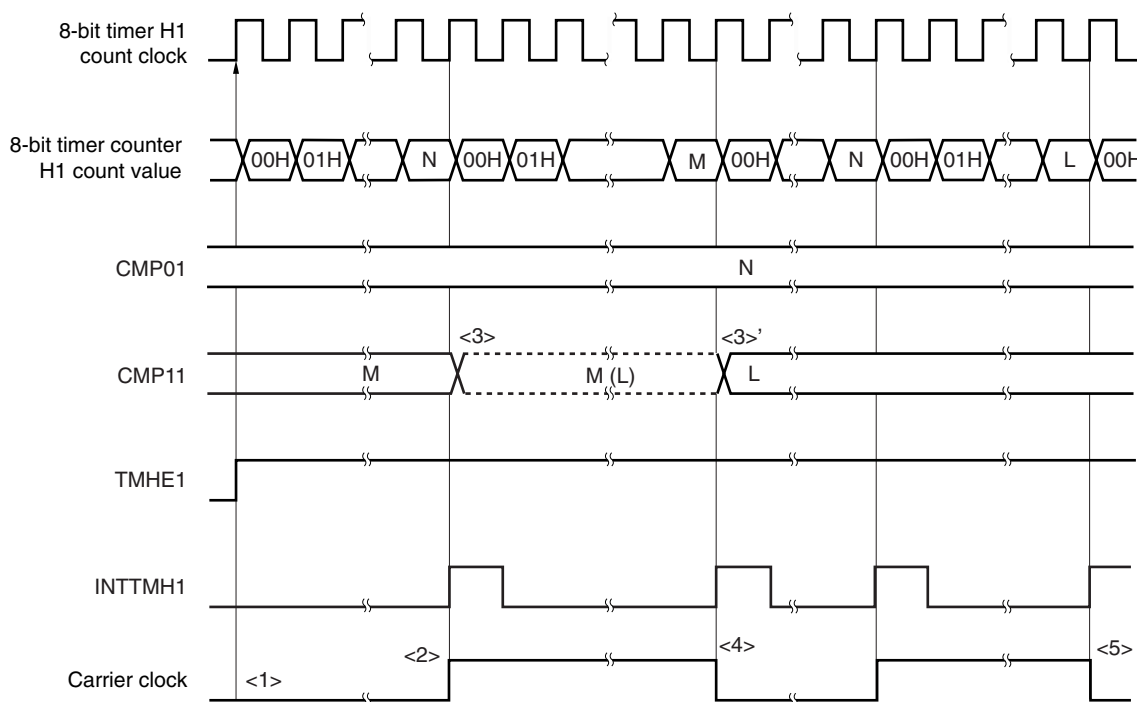 8-bit timer H1
count clock
8-bit timer counter
H1 count value
00H 01H N 00H 01H M 00H N 00H 01H L 00H
CMP01
N
<3> <3>’
CMP11
M M (L) L
TMHE1
INTTMH1
<2> <4> <5>
Carrier clock
<1>